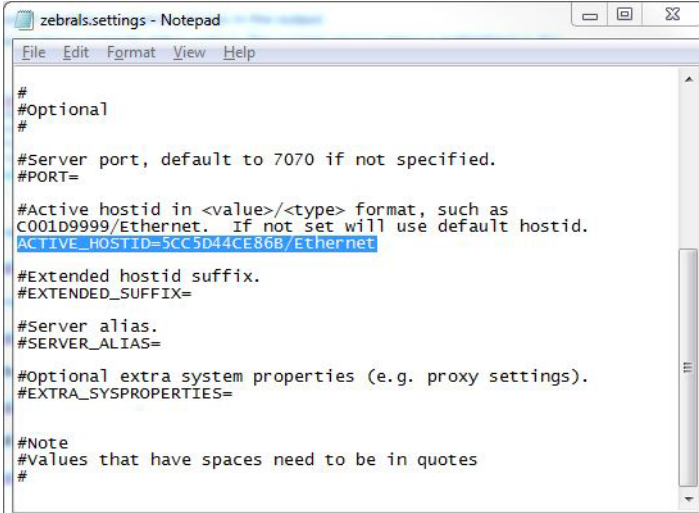 zebrals.settings - Notepad
File Edit Format View Help
#
#Optional
#
#Server port, default to 7070 if not specified.
#PORT=
#Active hostid in <value>/<type> format, such as
C001D9999/Ethernet.  If not set will use default hostid.
ACTIVE_HOSTID=5CC5D44CE86B/Ethernet
#Extended hostid suffix.
#EXTENDED_SUFFIX=
#Server alias.
#SERVER_ALIAS=
#Optional extra system properties (e.g. proxy settings).
#EXTRA_SYSPROPERTIES=
#Note
#Values that have spaces need to be in quotes
#